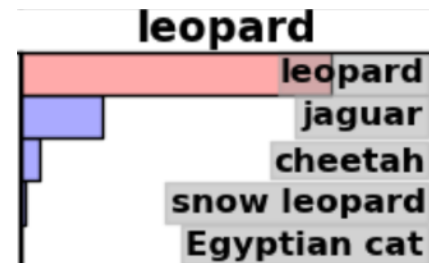 leopard
leopard
jaguar
cheetah
snow leopard
Egyptian cat